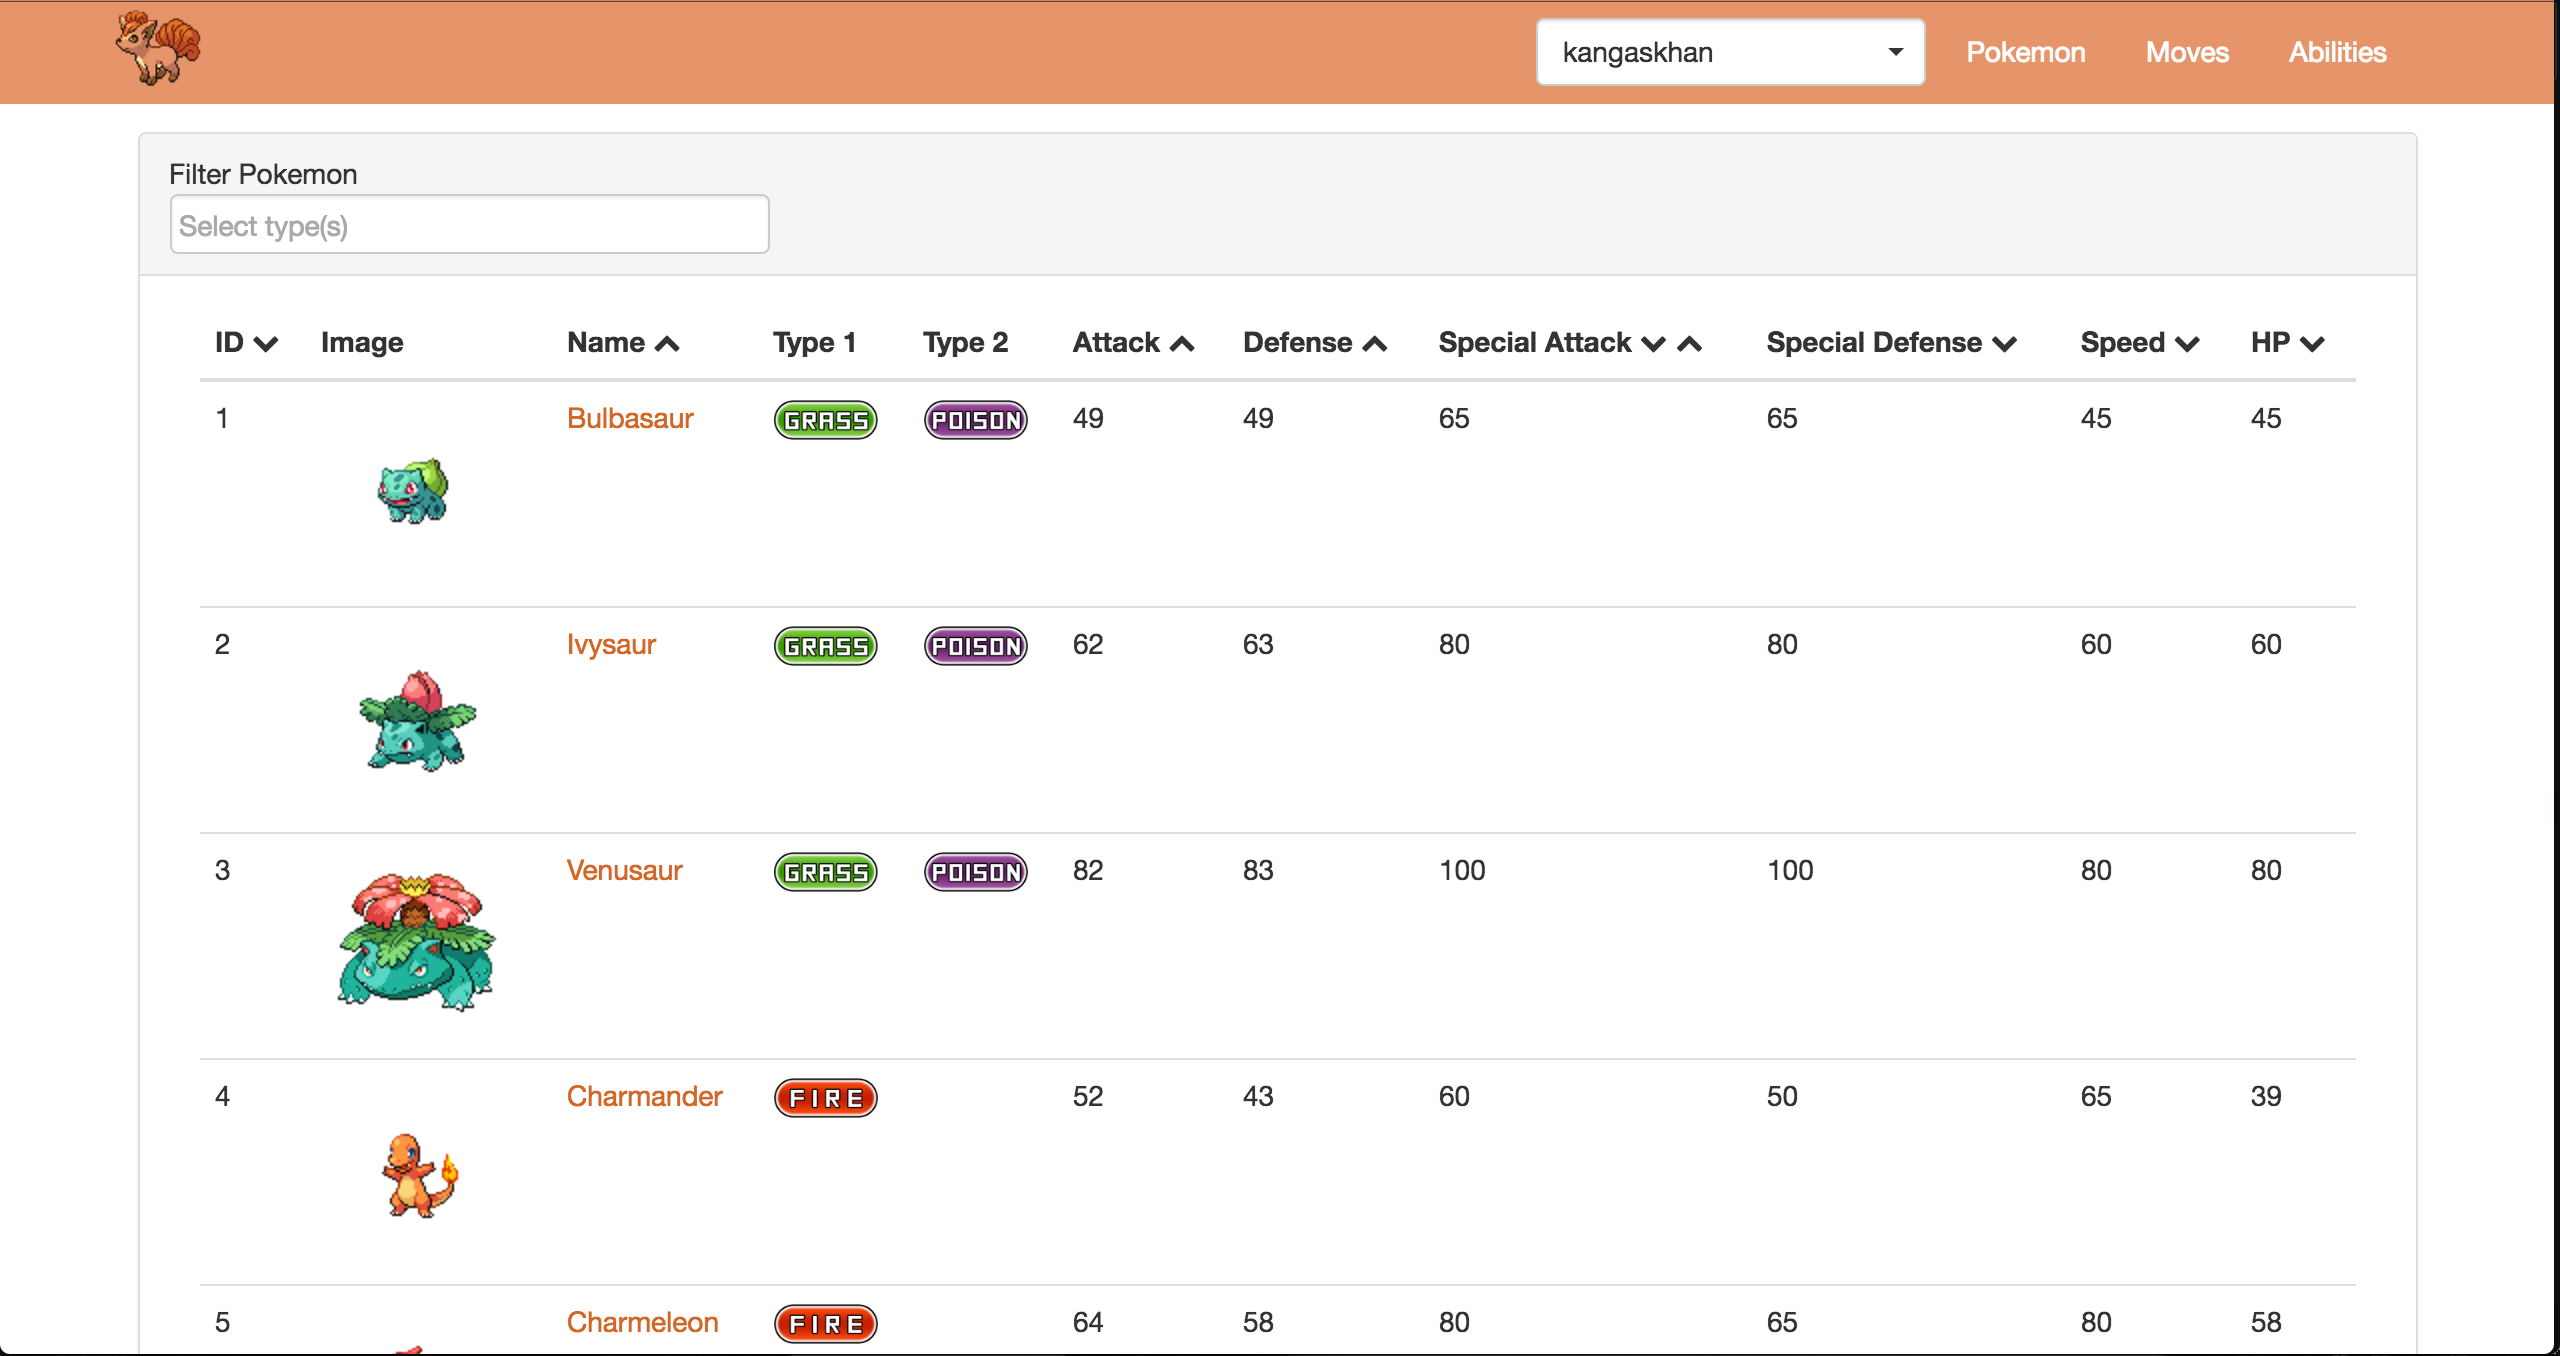 kangaskhan Pokemon Moves Abilities
Filter Pokemon
Select type(s)
ID Image Name Type 1 Type 2 Attack Defense Special Attack Special Defense Speed HP
1 Bulbasaur GRASS POISON 49 49 65 65 45 45
2 Ivysaur GRASS POISON 62 63 80 80 60 60
3 Venusaur GRASS POISON 82 83 100 100 80 80
4 Charmander FIRE 52 43 60 50 65 39
5 Charmeleon FIRE 64 58 80 65 80 58